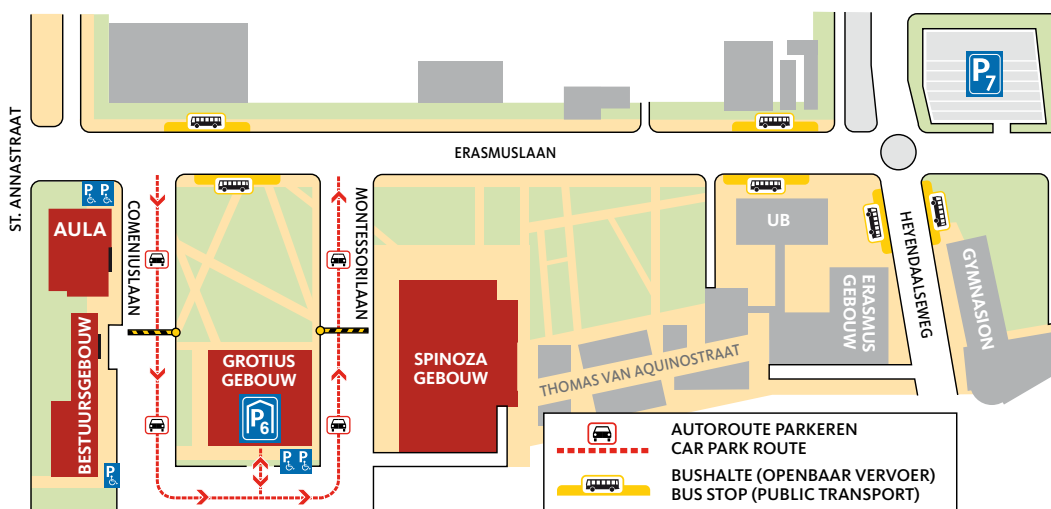 P7
ERASMUSLAAN
ST. ANNASTRAAT
P P
AULA
COMENIUSLAAN
MONTESSORILAAN
UB
HEYENDAALSEWEG
GYMNASION
ERASMUS
GEBOUW
BESTUURSGEBOUW
GROTIUS
GEBOUW
P6
SPINOZA
GEBOUW
THOMAS VAN AQUINOSTRAAT
P P
P
AUTOROUTE PARKEREN
CAR PARK ROUTE
BUSHALTE (OPENBAAR VERVOER)
BUS STOP (PUBLIC TRANSPORT)